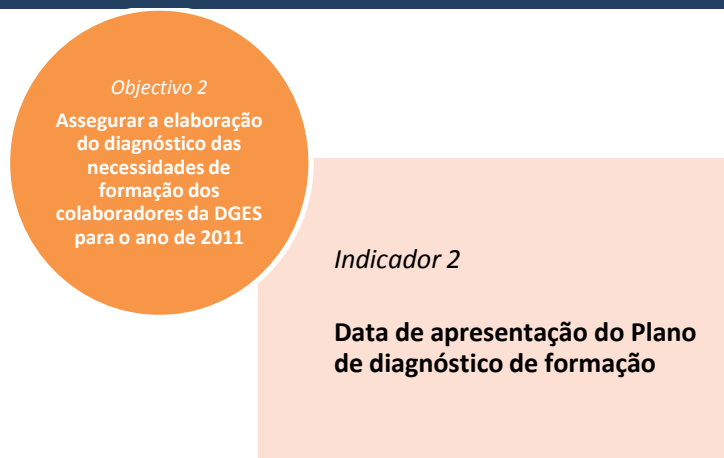 Objectivo 2
Assegurar a elaboração
do diagnóstico das
necessidades de
formação dos
colaboradores da DGES
para o ano de 2011
Indicador 2
Data de apresentação do Plano
de diagnóstico de formação